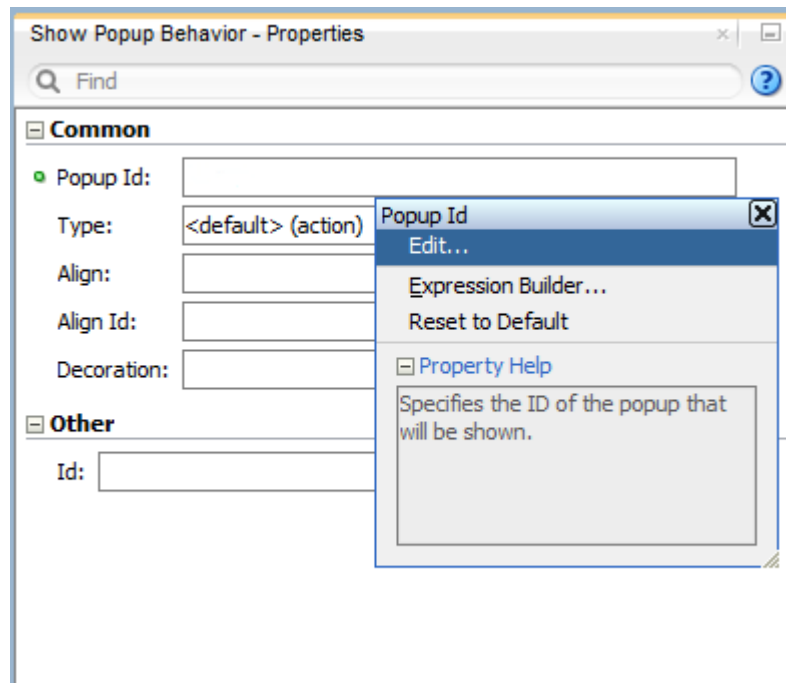 Show Popup Behavior - Properties
Find
Common
Popup Id:
Type: <default> (action)
Align:
Align Id:
Decoration:
Other
Id:
Popup Id
Edit...
Expression Builder...
Reset to Default
Property Help
Specifies the ID of the popup that
will be shown.